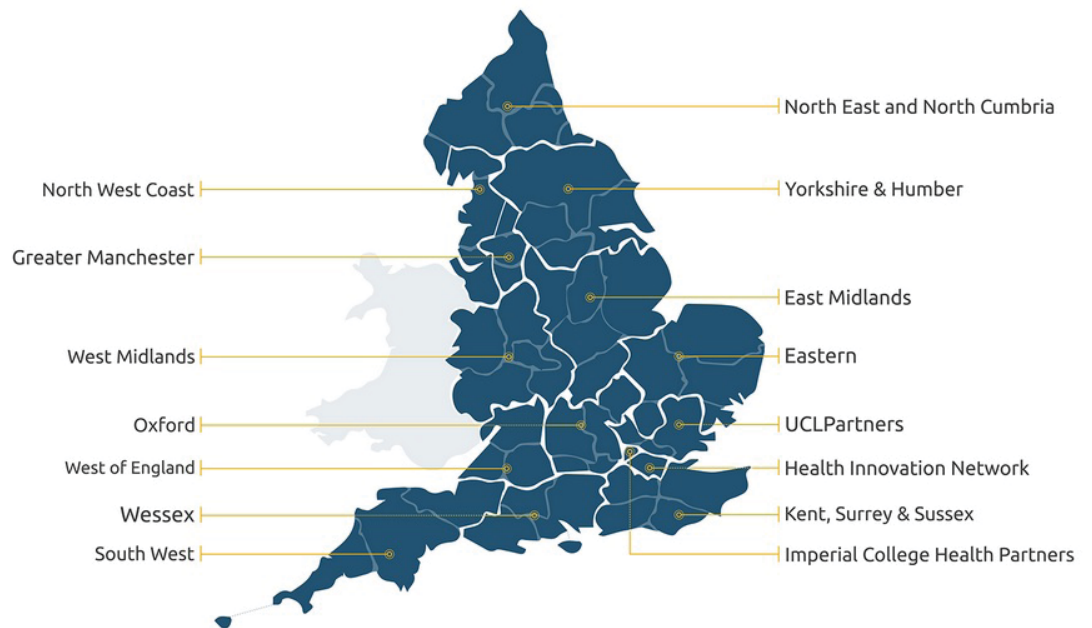 North East and North Cumbria
North West Coast
Yorkshire & Humber
Greater Manchester
East Midlands
West Midlands
Eastern
Oxford
UCLPartners
West of England
Health Innovation Network
Wessex
Kent, Surrey & Sussex
South West
Imperial College Health Partners